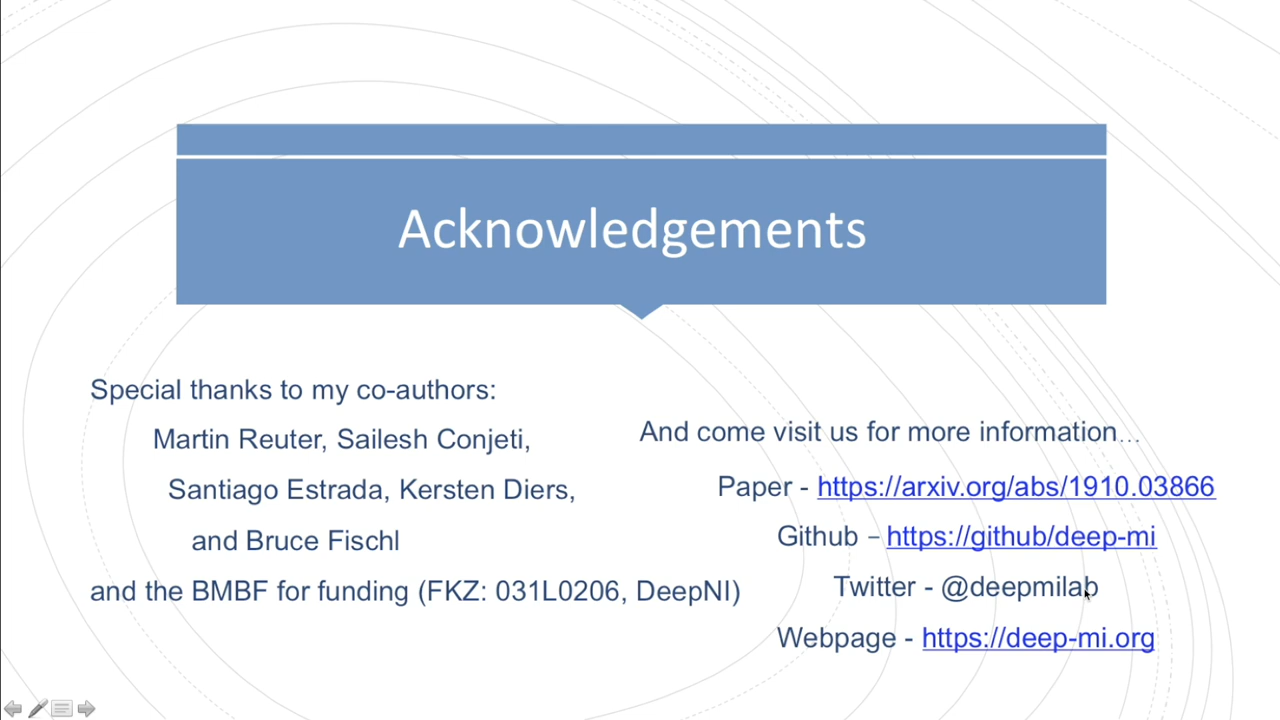 Acknowledgements
Special thanks to my co-authors:
Martin Reuter, Sailesh Conjeti,
Santiago Estrada, Kersten Diers,
and Bruce Fischl
and the BMBF for funding (FKZ: 031L0206, DeepNI)
And come visit us for more information…
Paper - https://arxiv.org/abs/1910.03866
Github – https://github/deep-mi
Twitter - @deepmilab
Webpage - https://deep-mi.org